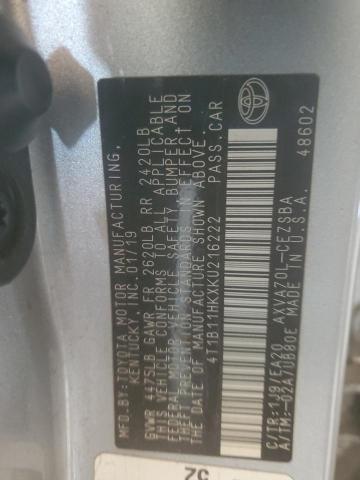 MFD.BY:TOYOTA MOTOR MANUFACTURING,
KENTUCKY, INC.01/19
GVWR 4475LB GAWR FR 2620LB RR 2420LB
THIS VEHICLE CONFORMS TO ALL APPLICABLE
FEDERAL MOTOR VEHICLE SAFETY, BUMPER AND
THEFT PREVENTION STANDARDS IN EFFECT ON
THE DATE OF MANUFACTURE SHOWN ABOVE.
4T1B11HKXKU216222 PASS.CAR
C/TR:1J9/EA20 AXVA70L-CEZSBA
A/TM:-02A/UB80E MADE IN U.S.A.
48602
52